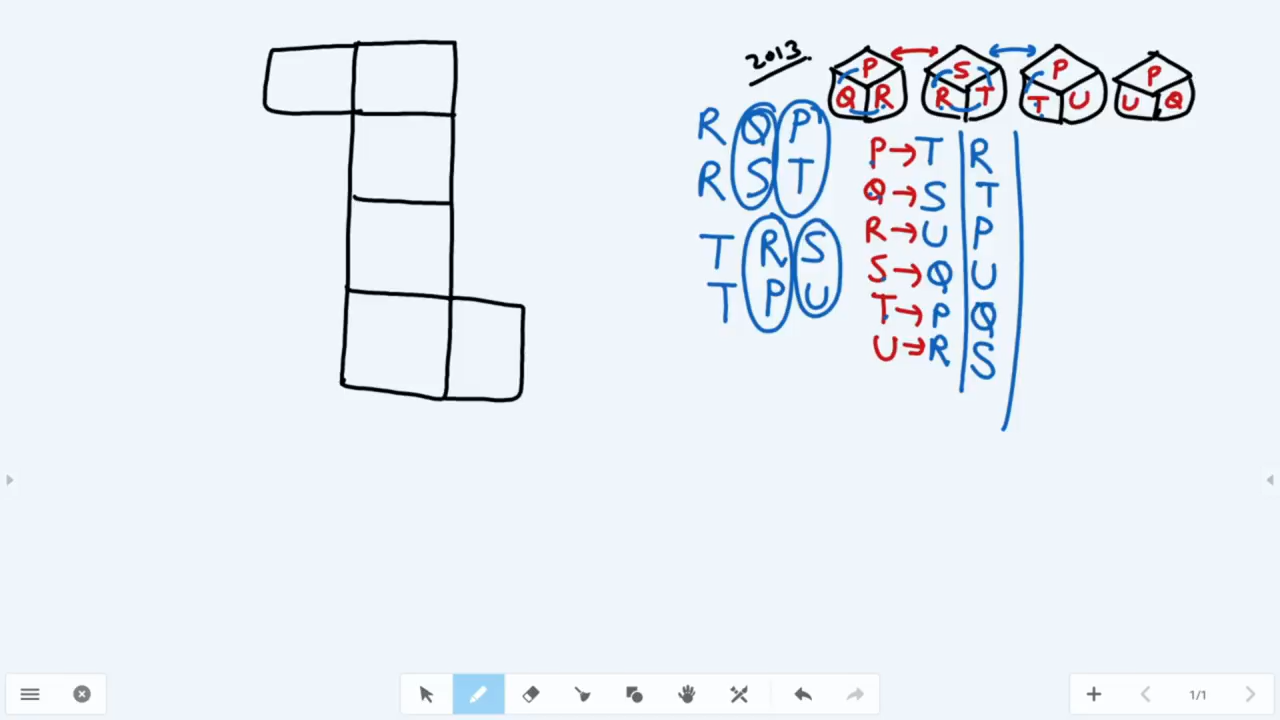 2013
P Q R
S R T
P T U
P U Q
R Q P
R S T
T R S
T P U
P → T R
Q → S T
R → U P
S → Q U
T → P Q
U → R S
1/1